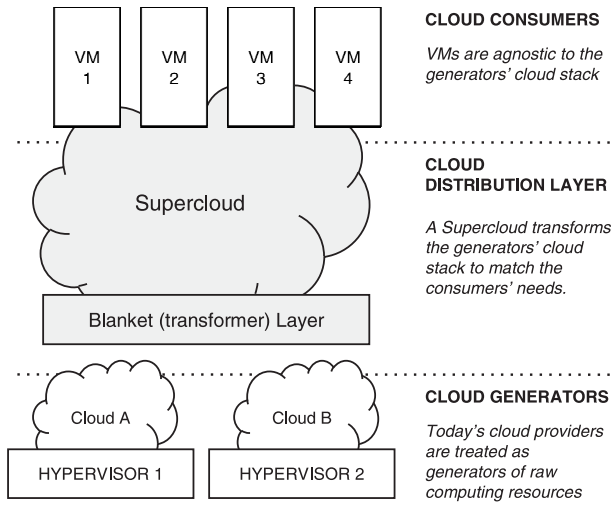 CLOUD CONSUMERS
VMs are agnostic to the
generators' cloud stack
VM
1
VM
2
VM
3
VM
4
CLOUD
DISTRIBUTION LAYER
A Supercloud transforms
the generators' cloud
stack to match the
consumers' needs.
Supercloud
Blanket (transformer) Layer
CLOUD GENERATORS
Today's cloud providers
are treated as
generators of raw
computing resources
Cloud A
HYPERVISOR 1
Cloud B
HYPERVISOR 2